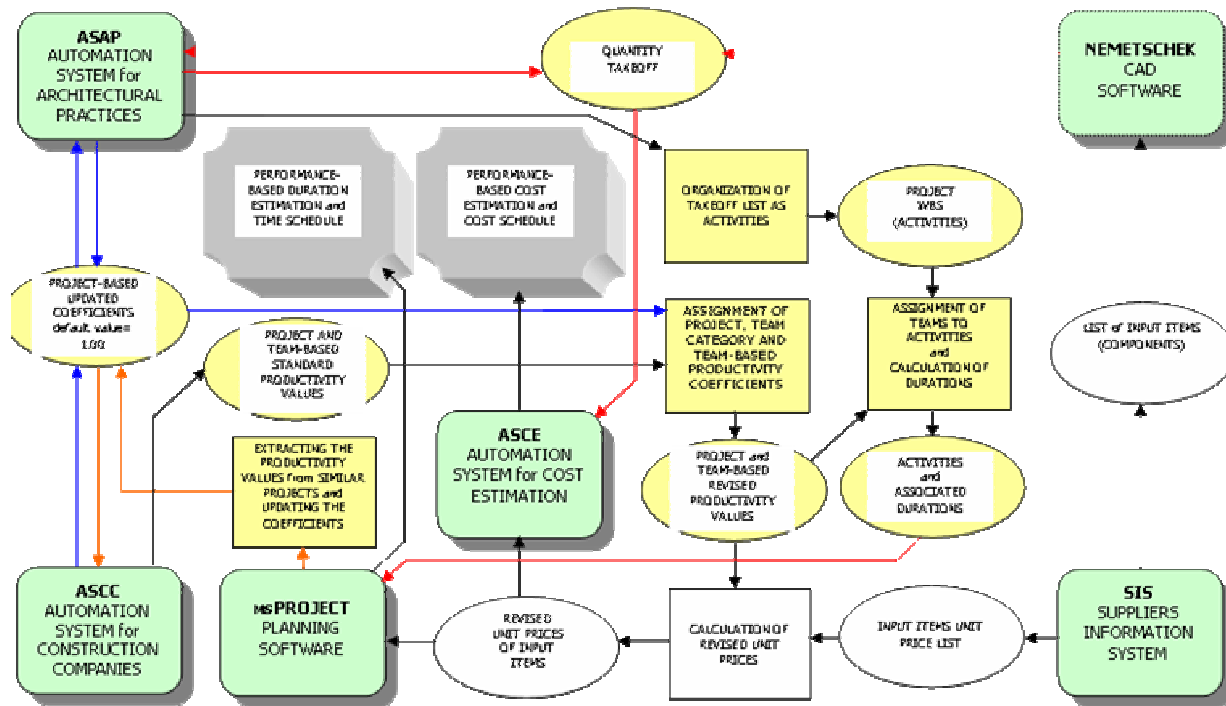 ASAP
AUTOMATION
SYSTEM for
ARCHITECTURAL
PRACTICES
QUANTITY
TAKEOFF
NEMETSCHEK
CAD
SOFTWARE
PERFORMANCE-
BASED DURATION
ESTIMATION and
TIME SCHEDULE
PERFORMANCE-
BASED COST
ESTIMATION and
COST SCHEDULE
ORGANIZATION OF
TAKEOFF LIST AS
ACTIVITIES
PROJECT
WBS
(ACTIVITIES)
PROJECT-BASED
UPDATED
COEFFICIENTS
default value=
1.00
PROJECT AND
TEAM-BASED
STANDARD
PRODUCTIVITY
VALUES
ASSIGNMENT OF
PROJECT, TEAM
CATEGORY AND
TEAM-BASED
PRODUCTIVITY
COEFFICIENTS
ASSIGNMENT OF
TEAMS TO
ACTIVITIES
and
CALCULATION OF
DURATIONS
LIST of INPUT ITEMS
(COMPONENTS)
EXTRACTING THE
PRODUCTIVITY
VALUES from SIMILAR
PROJECTS and
UPDATING THE
COEFFICIENTS
ASCE
AUTOMATION
SYSTEM for COST
ESTIMATION
PROJECT and
TEAM-BASED
REVISED
PRODUCTIVITY
VALUES
ACTIVITIES
and
ASSOCIATED
DURATIONS
ASCC
AUTOMATION
SYSTEM for
CONSTRUCTION
COMPANIES
MS PROJECT
PLANNING
SOFTWARE
REVISED
UNIT PRICES
OF INPUT
ITEMS
CALCULATION OF
REVISED UNIT
PRICES
INPUT ITEMS UNIT
PRICE LIST
SIS
SUPPLIERS
INFORMATION
SYSTEM